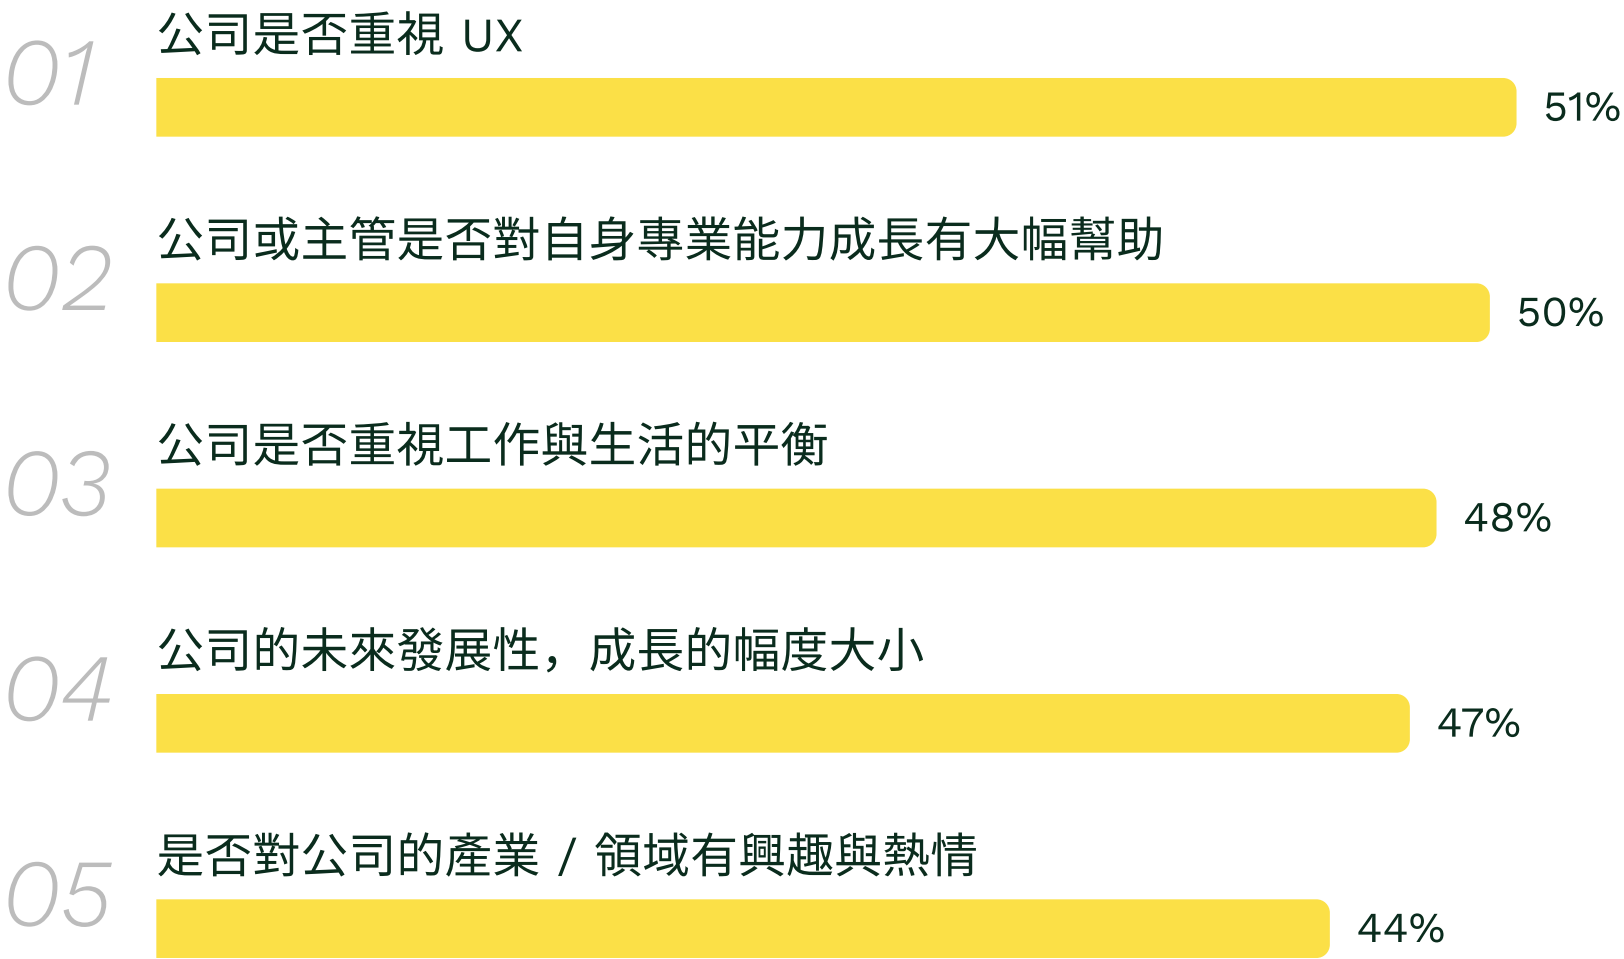 01
公司是否重視 UX
51%
02
公司或主管是否對自身專業能力成長有大幅幫助
50%
03
公司是否重視工作與生活的平衡
48%
04
公司的未來發展性，成長的幅度大小
47%
05
是否對公司的產業 / 領域有興趣與熱情
44%